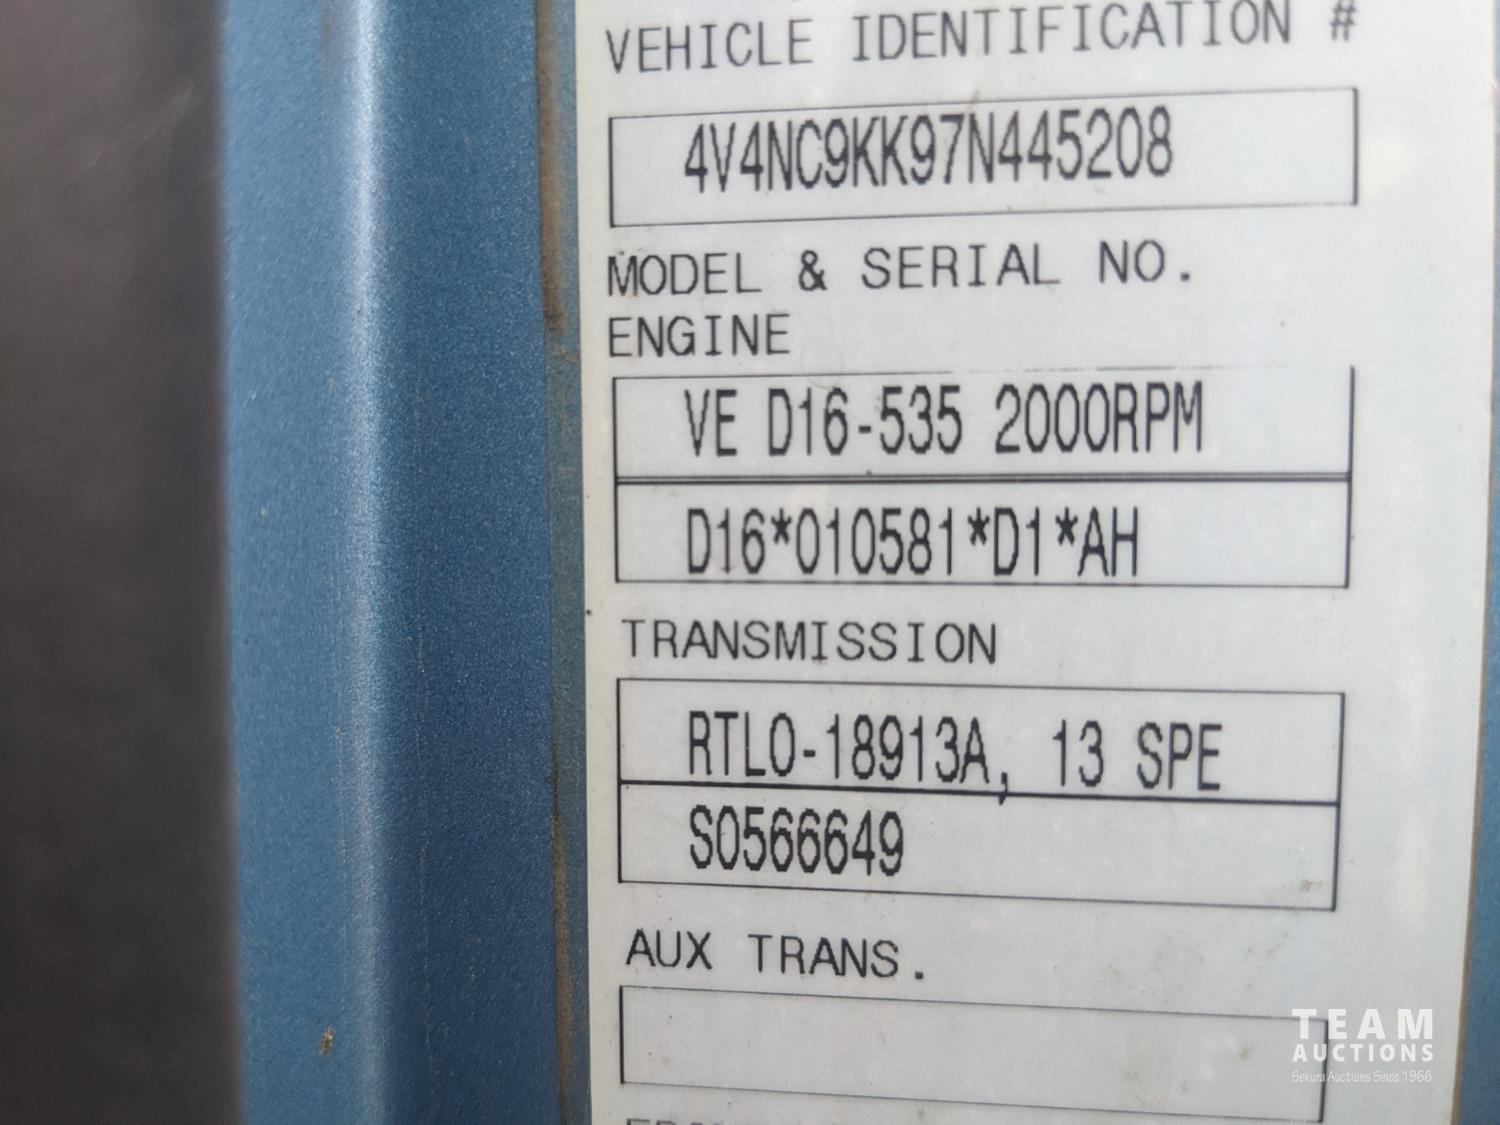 VEHICLE IDENTIFICATION #
4V4NC9KK97N445208
MODEL & SERIAL NO.
ENGINE
VE D16-535 2000RPM
D16*010581*D1*AH
TRANSMISSION
RTLO-18913A, 13 SPE
S0566649
AUX TRANS.
TEAM
AUCTIONS
Sekura Auctions Since 1966